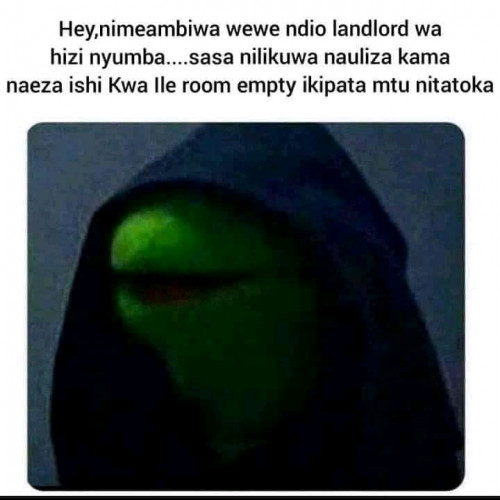 Hey,nimeambiwa wewe ndio landlord wa
hizi nyumba....sasa nilikuwa nauliza kama
naeza ishi Kwa Ile room empty ikipata mtu nitatoka